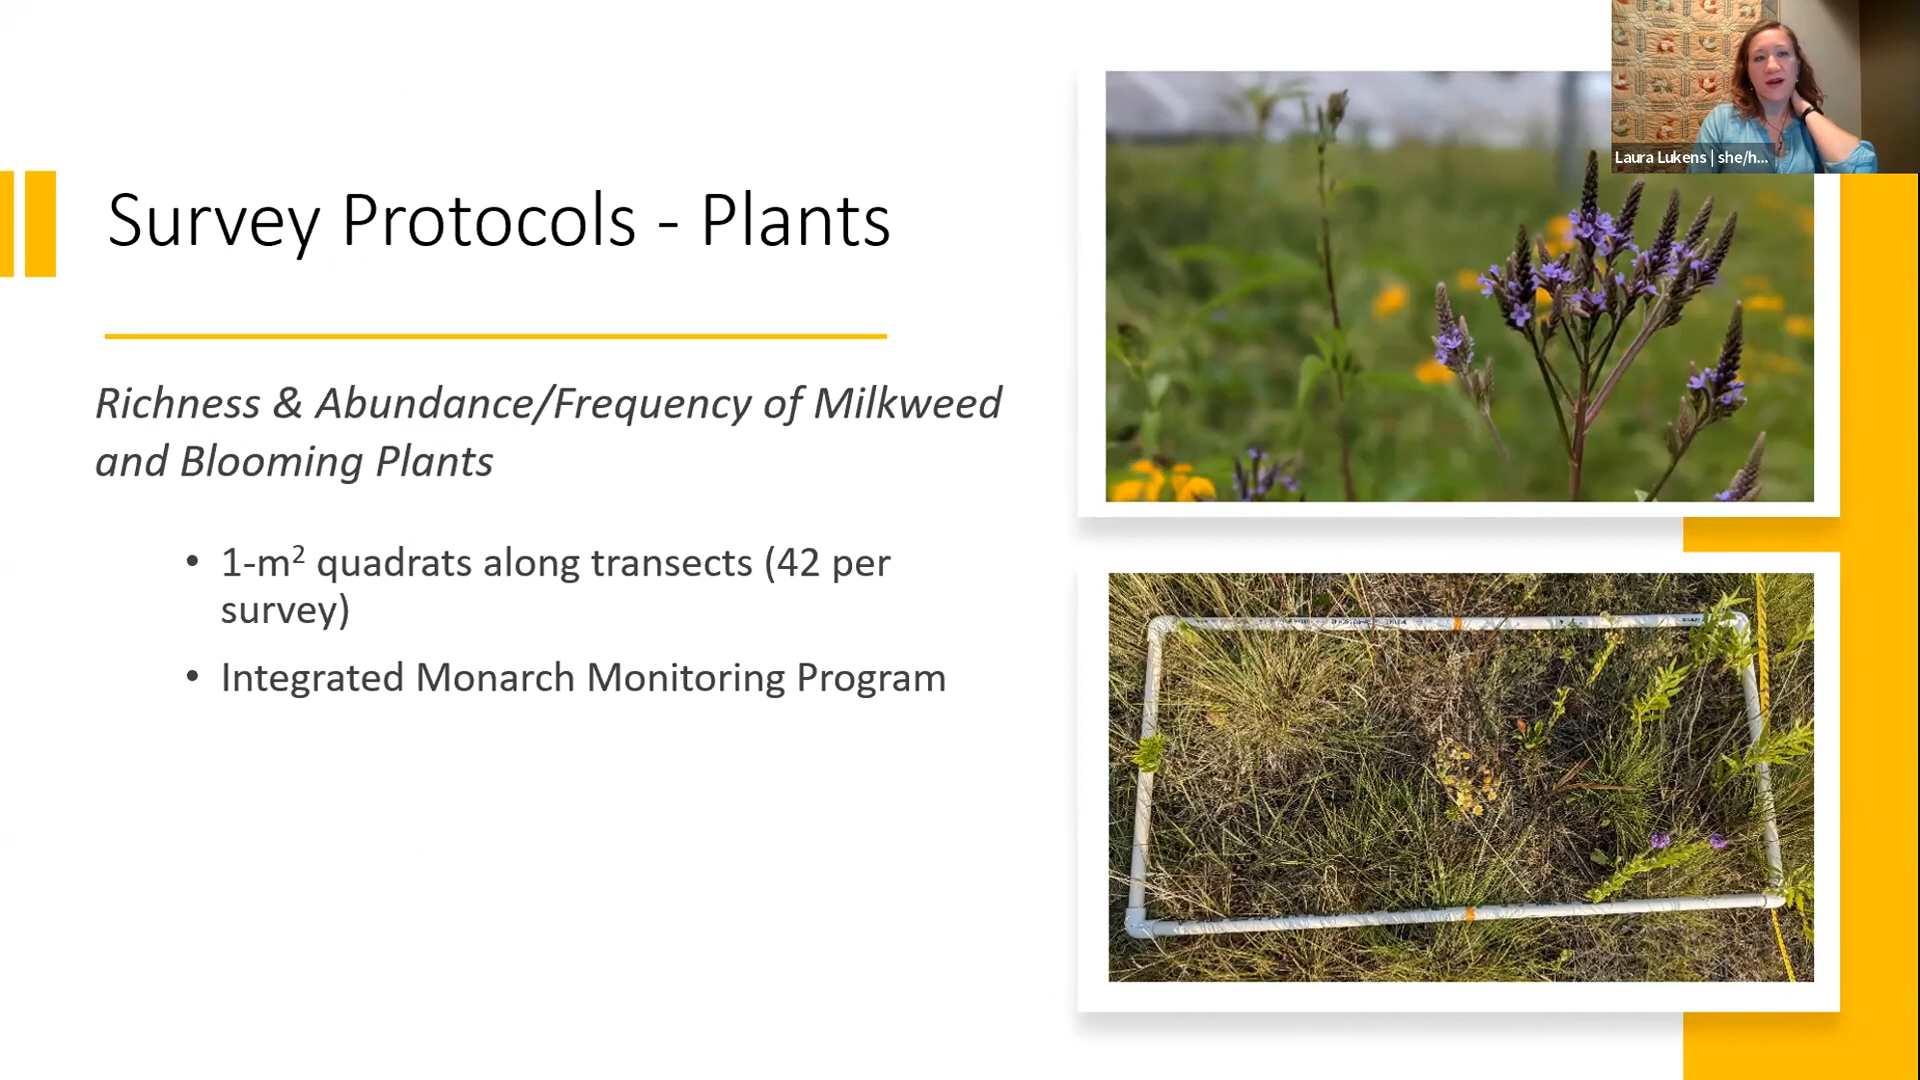 Laura Lukens | she/h...
Survey Protocols - Plants
Richness & Abundance/Frequency of Milkweed
and Blooming Plants
• 1-m² quadrats along transects (42 per
survey)
• Integrated Monarch Monitoring Program